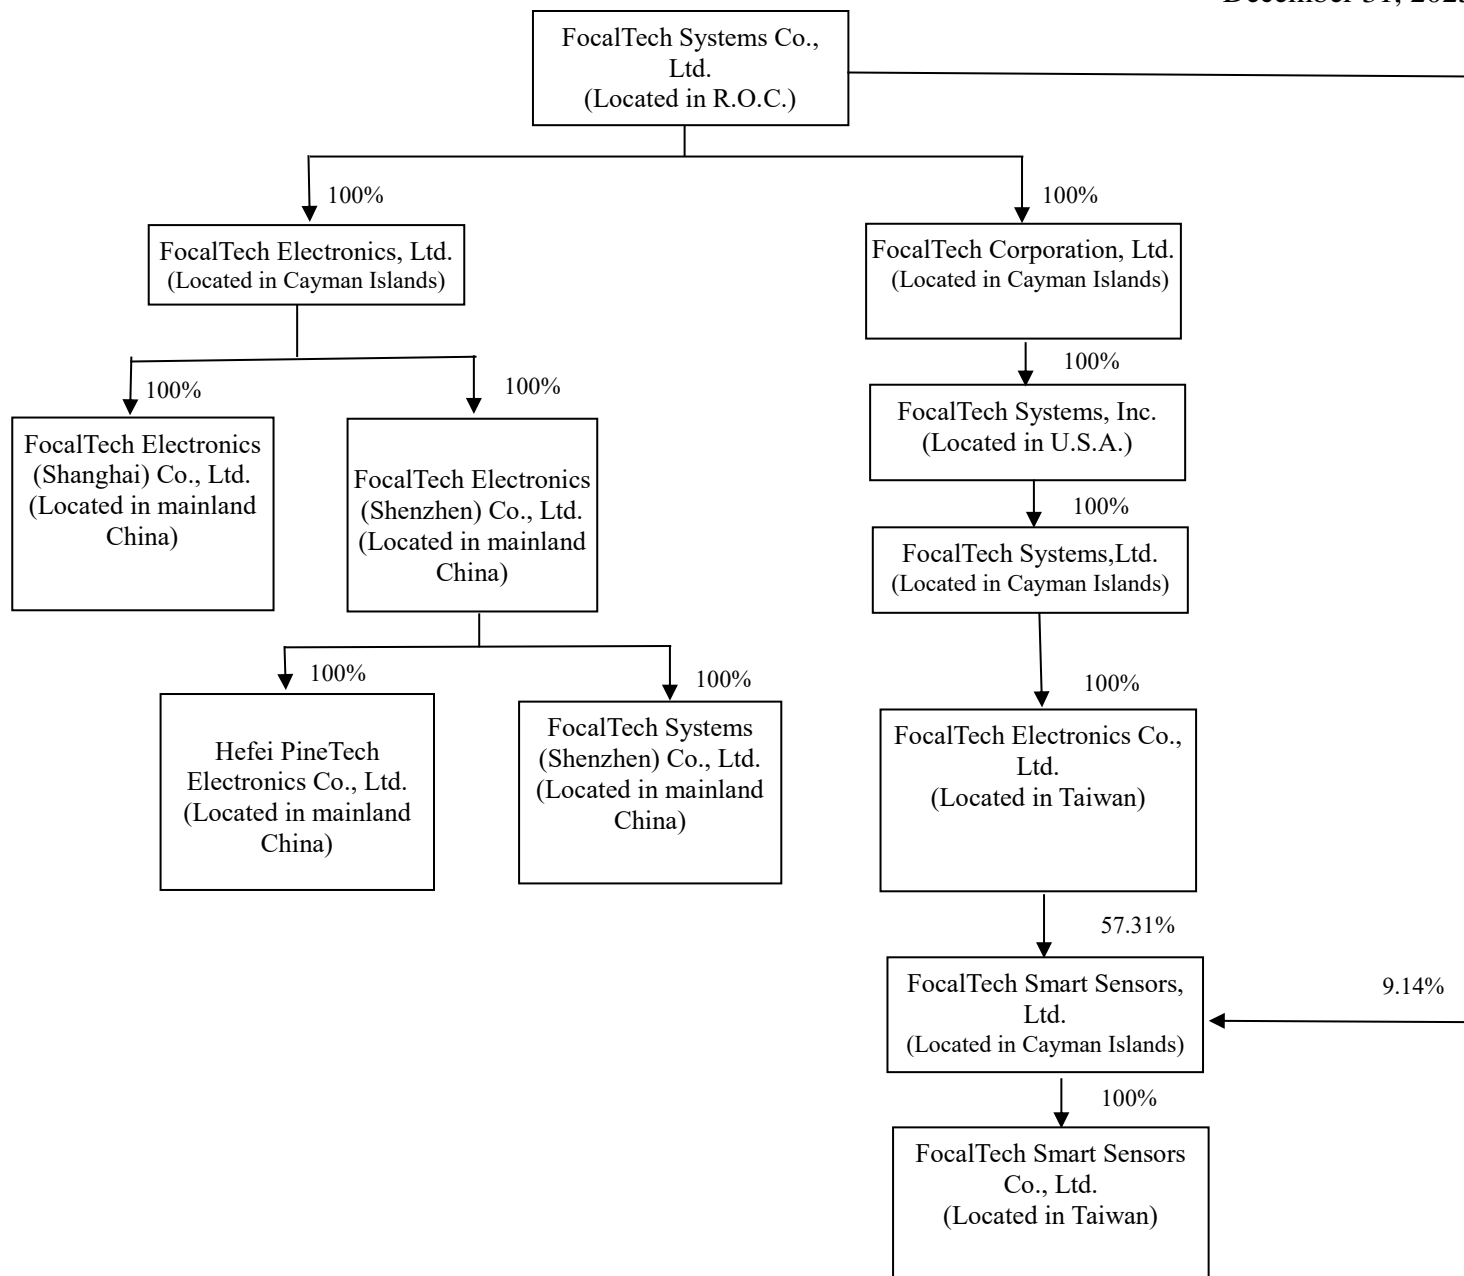 FocalTech Systems Co.,
Ltd.
(Located in R.O.C.)
100%
100%
FocalTech Electronics, Ltd.
(Located in Cayman Islands)
FocalTech Corporation, Ltd.
(Located in Cayman Islands)
100%
100%
100%
FocalTech Electronics
(Shanghai) Co., Ltd.
(Located in mainland
China)
FocalTech Electronics
(Shenzhen) Co., Ltd.
(Located in mainland
China)
FocalTech Systems, Inc.
(Located in U.S.A.)
100%
FocalTech Systems,Ltd.
(Located in Cayman Islands)
100%
100%
100%
Hefei PineTech
Electronics Co., Ltd.
(Located in mainland
China)
FocalTech Systems
(Shenzhen) Co., Ltd.
(Located in mainland
China)
FocalTech Electronics Co.,
Ltd.
(Located in Taiwan)
57.31%
FocalTech Smart Sensors,
Ltd.
(Located in Cayman Islands)
9.14%
100%
FocalTech Smart Sensors
Co., Ltd.
(Located in Taiwan)